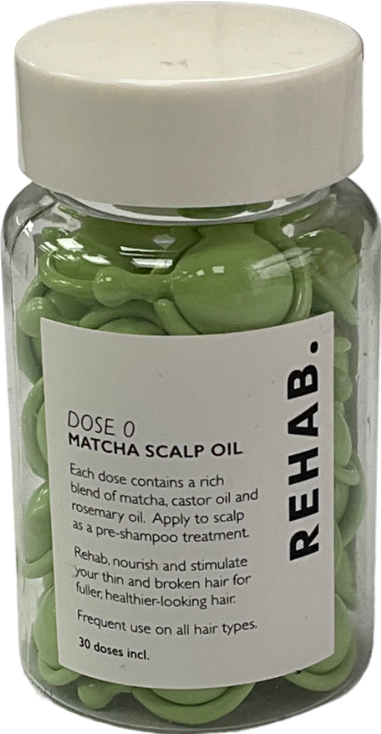 DOSE 0
MATCHA SCALP OIL
Each dose contains a rich
blend of matcha, castor oil and
rosemary oil. Apply to scalp
as a pre-shampoo treatment.
Rehab, nourish and stimulate
your thin and broken hair for
fuller, healthier-looking hair.
Frequent use on all hair types.
30 doses incl.
REHAB.